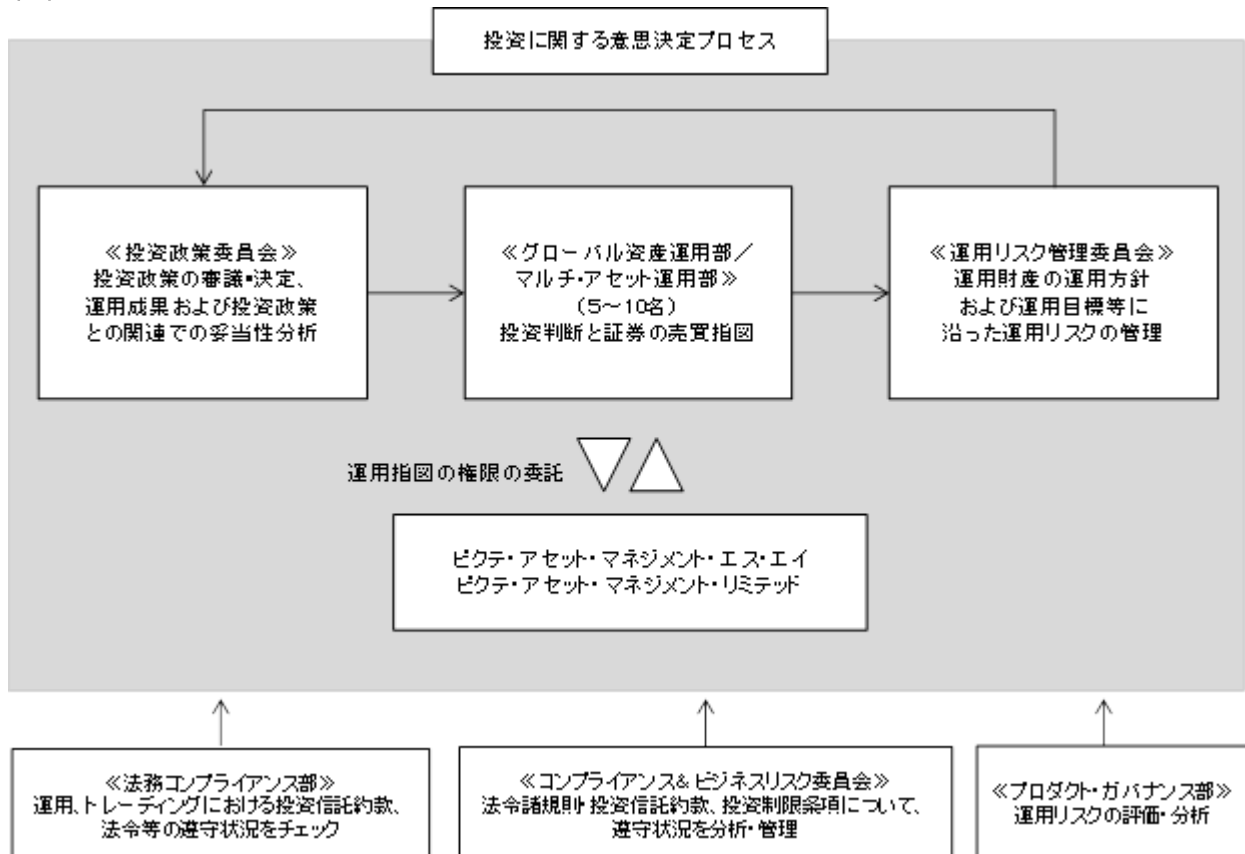 投資に関する意思決定プロセス
≪投資政策委員会≫
投資政策の審議・決定、
運用成果および投資政策
との関連での妥当性分析
≪グローバル資産運用部／
マルチ・アセット運用部≫
（5～10名）
投資判断と証券の売買指図
≪運用リスク管理委員会≫
運用財産の運用方針
および運用目標等に
沿った運用リスクの管理
運用指図の権限の委託
ピクテ・アセット・マネジメント・エス・エイ
ピクテ・アセット・マネジメント・リミテッド
≪法務コンプライアンス部≫
運用、トレーディングにおける投資信託約款、
法令等の遵守状況をチェック
≪コンプライアンス＆ビジネスリスク委員会≫
法令諸規則・投資信託約款、投資制限条項について、
遵守状況を分析・管理
≪プロダクト・ガバナンス部≫
運用リスクの評価・分析